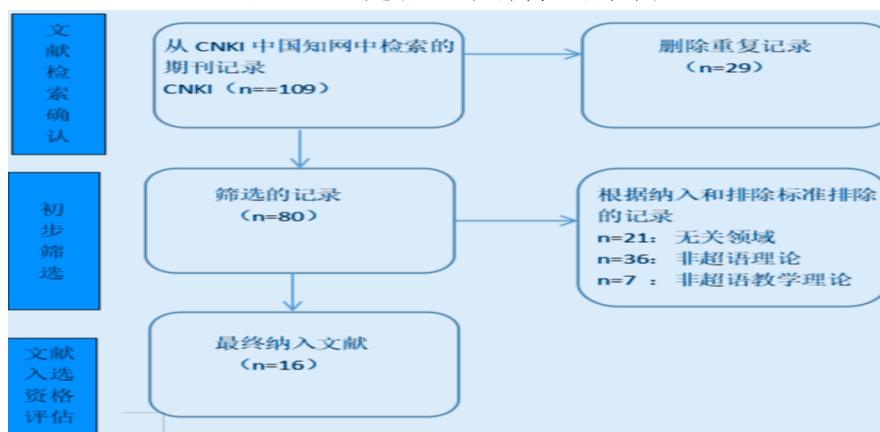 文献检索确认
从 CNKI 中国知网中检索的
期刊记录
CNKI（n==109）
删除重复记录
（n=29）
初步筛选
筛选的记录
（n=80）
根据纳入和排除标准排除
的记录
n=21：无关领域
n=36：非超语理论
n=7 ：非超语教学理论
文献入选资格评估
最终纳入文献
（n=16）